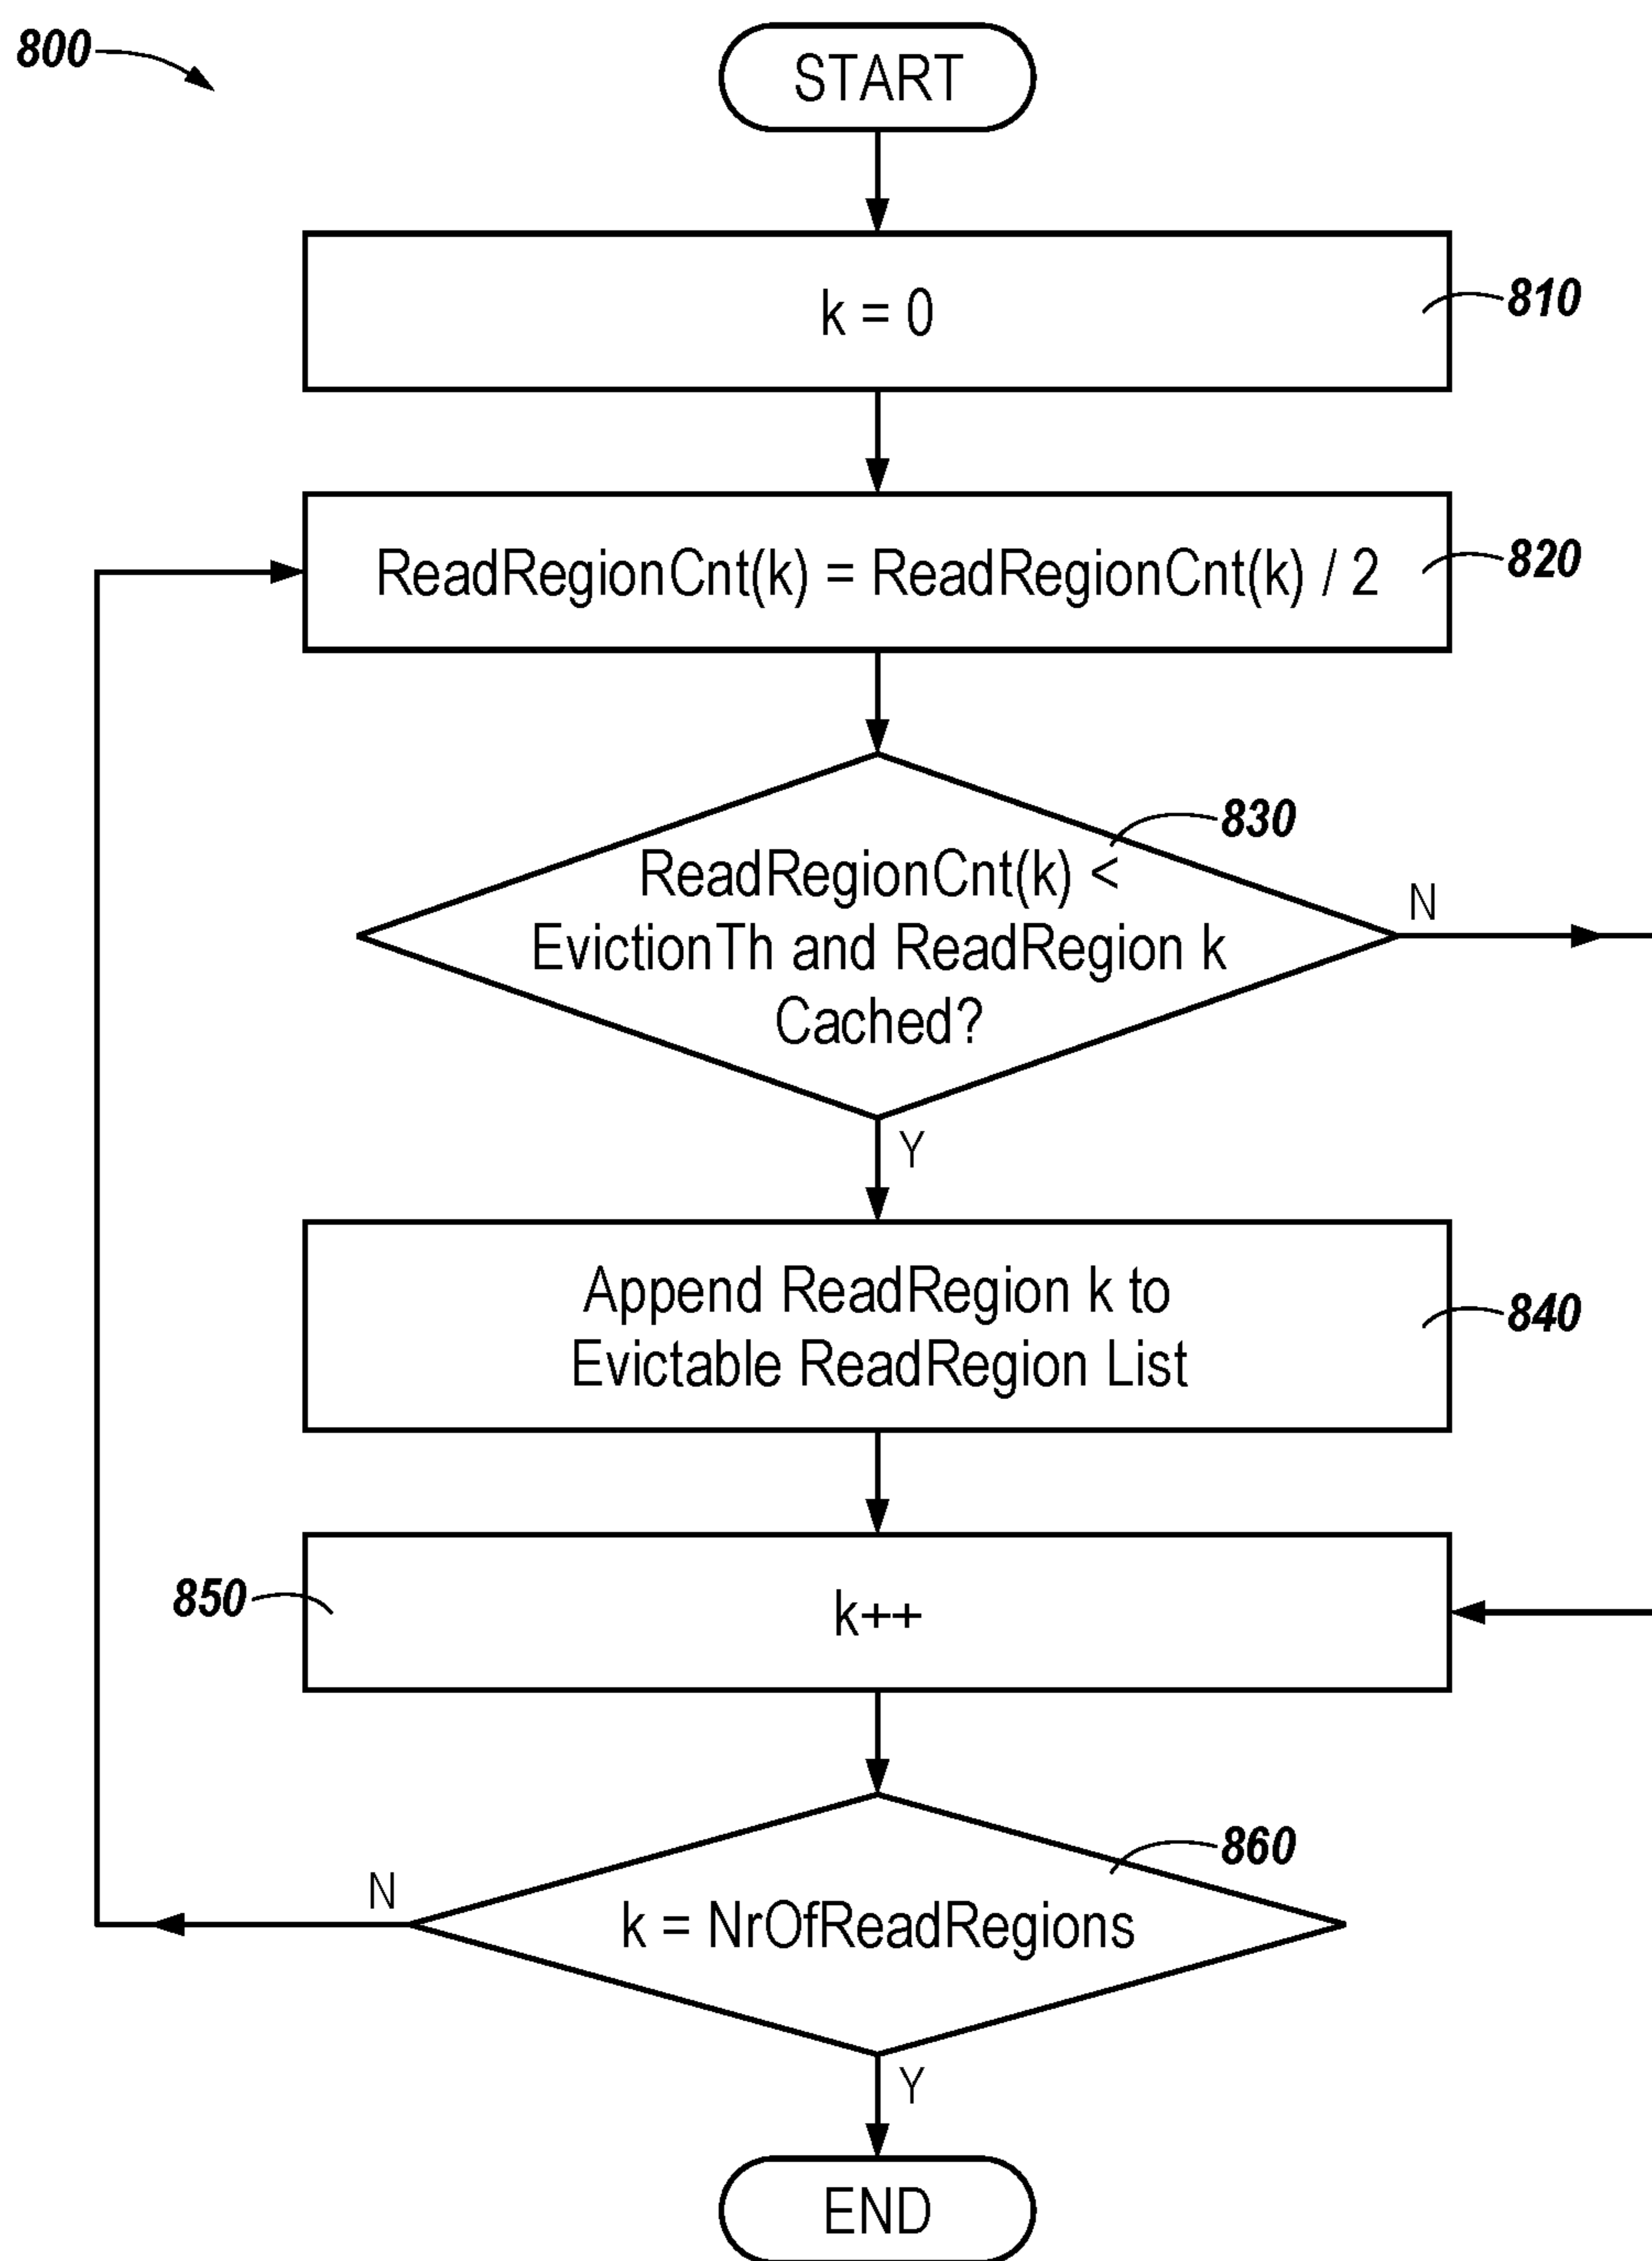 800
START
k = 0
810
ReadRegionCnt(k) = ReadRegionCnt(k) / 2
820
830
ReadRegionCnt(k) <
EvictionTh and ReadRegion k
Cached?
N
Y
Append ReadRegion k to
Evictable ReadRegion List
840
850
k++
860
k = NrOfReadRegions
N
Y
END